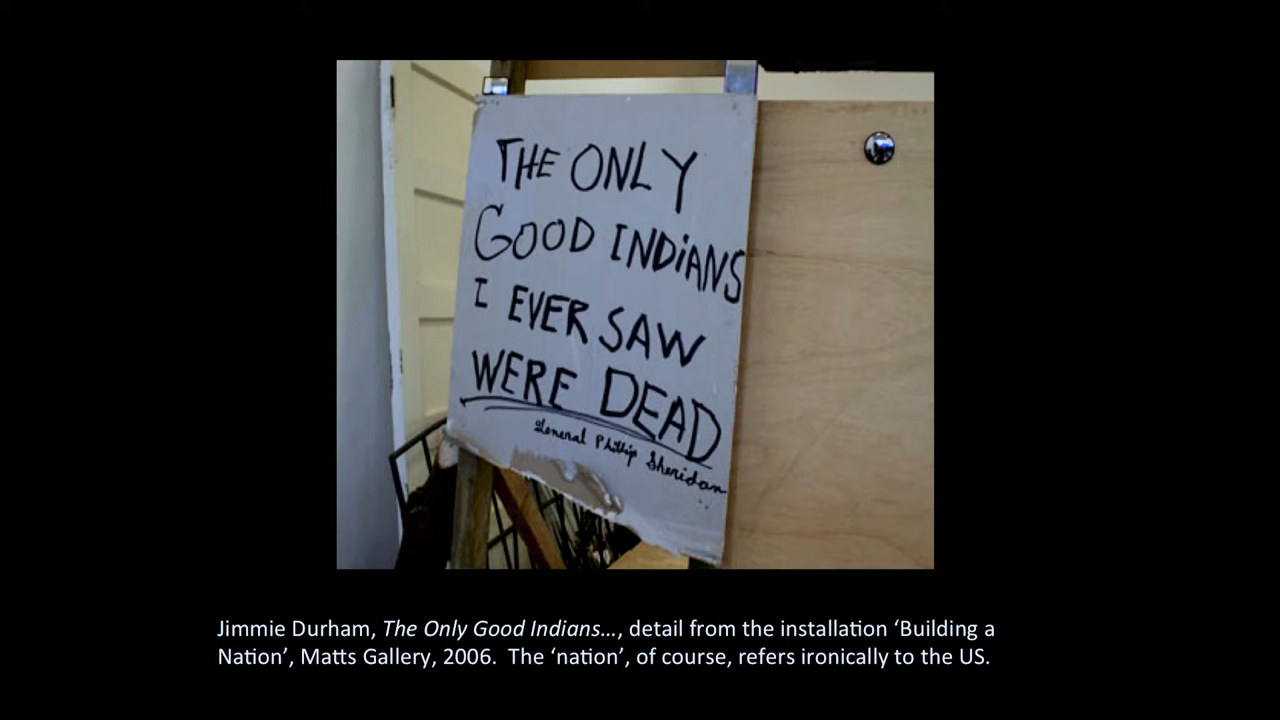 THE ONLY
GOOD INDIANS
I EVER SAW
WERE DEAD
General Phillip Sheridan
Jimmie Durham, The Only Good Indians…, detail from the installation ‘Building a
Nation’, Matts Gallery, 2006.  The ‘nation’, of course, refers ironically to the US.